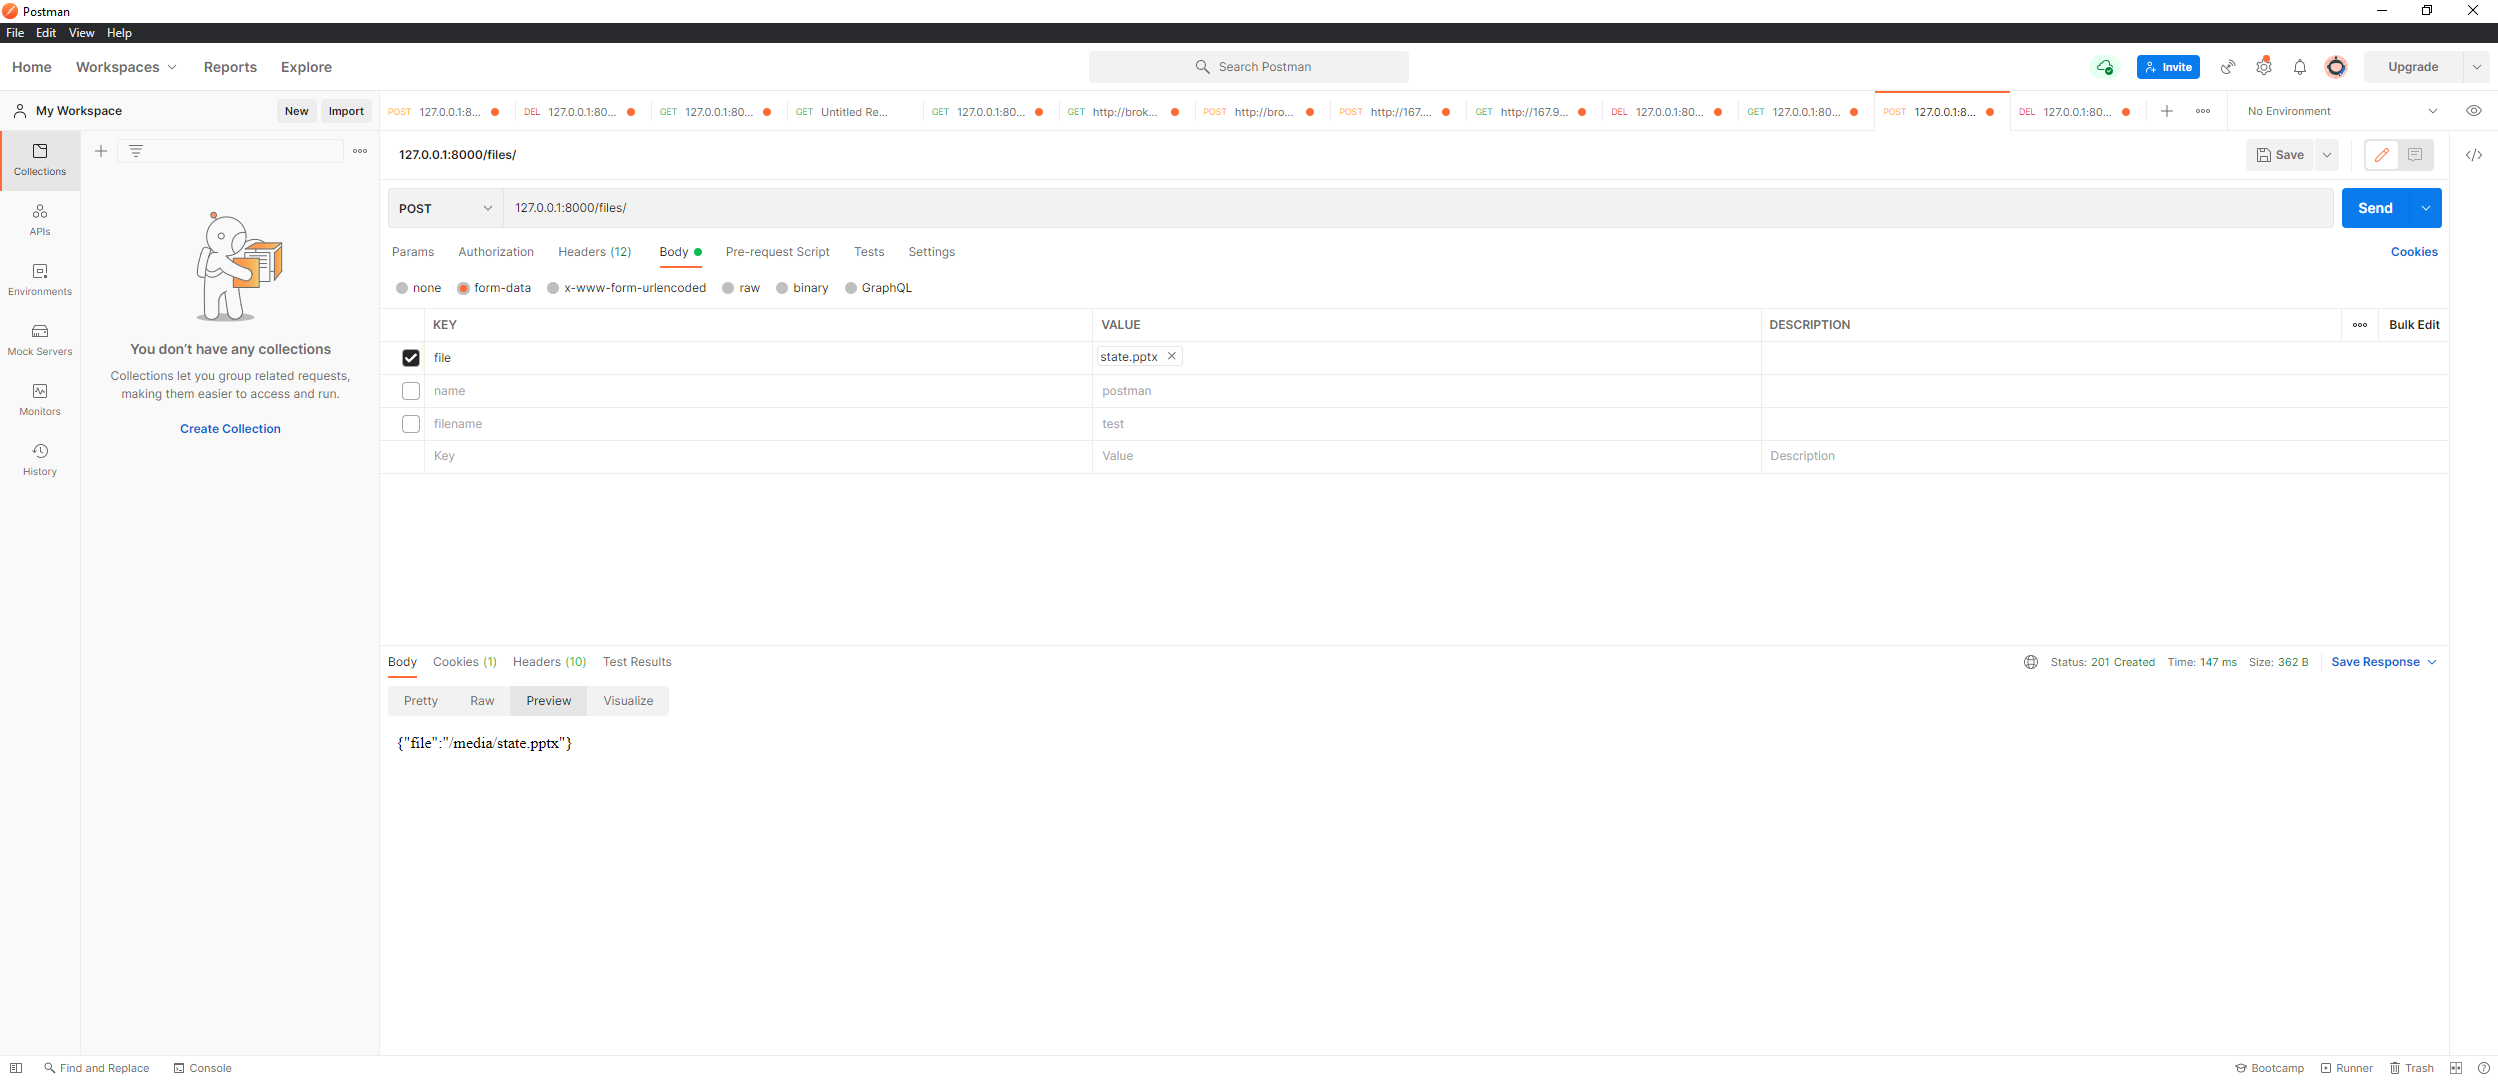 Postman
File Edit View Help
Home Workspaces Reports Explore Search Postman Invite Upgrade
My Workspace New Import
POST 127.0.0.1:8... DEL 127.0.0.1:80... GET 127.0.0.1:80... GET Untitled Re... GET 127.0.0.1:80... GET http://brok... POST http://bro... POST http://167.... GET http://167.9... DEL 127.0.0.1:80... GET 127.0.0.1:80... POST 127.0.0.1:8... DEL 127.0.0.1:80... No Environment
Collections
APIs
Environments
Mock Servers
Monitors
History
You don't have any collections
Collections let you group related requests,
making them easier to access and run.
Create Collection
127.0.0.1:8000/files/ Save
POST 127.0.0.1:8000/files/ Send
Params Authorization Headers (12) Body Pre-request Script Tests Settings Cookies
none form-data x-www-form-urlencoded raw binary GraphQL
KEY VALUE DESCRIPTION Bulk Edit
file state.pptx
name postman
filename test
Key Value Description
Body Cookies (1) Headers (10) Test Results Status: 201 Created Time: 147 ms Size: 362 B Save Response
Pretty Raw Preview Visualize
{"file":"/media/state.pptx"}
Find and Replace Console Bootcamp Runner Trash